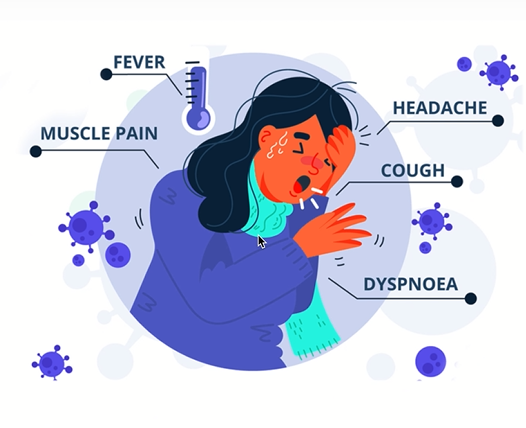 FEVER
HEADACHE
MUSCLE PAIN
COUGH
DYSPNOEA